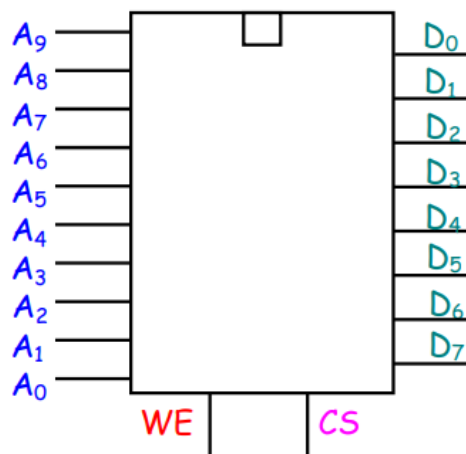 A₉
A₈
A₇
A₆
A₅
A₄
A₃
A₂
A₁
A₀
D₀
D₁
D₂
D₃
D₄
D₅
D₆
D₇
WE CS